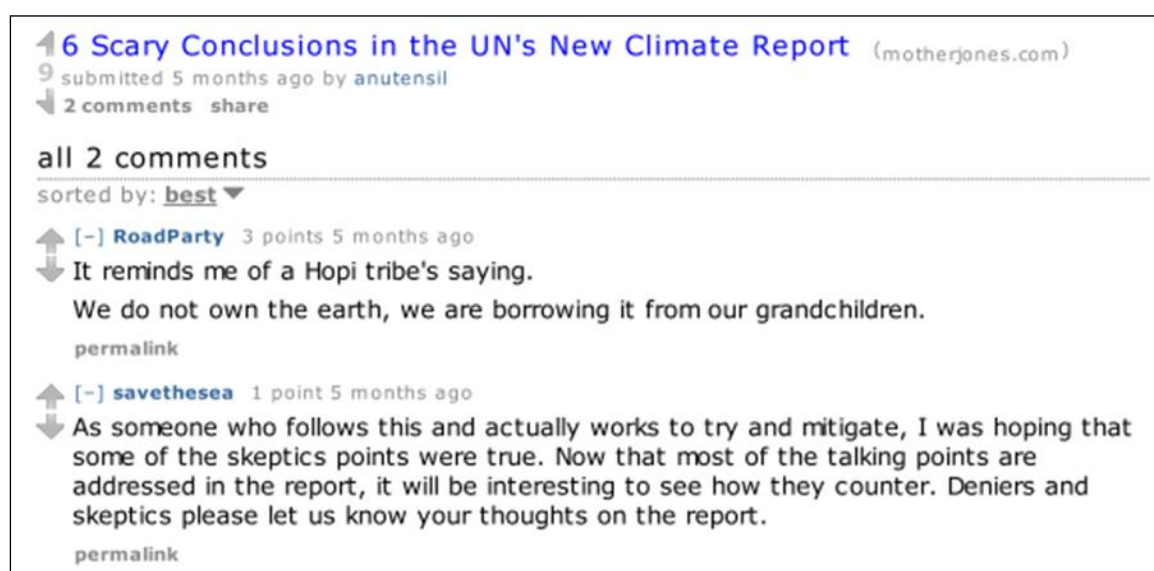 6 Scary Conclusions in the UN's New Climate Report (motherjones.com)
9 submitted 5 months ago by anutensil
2 comments share
all 2 comments
sorted by: best
[-] RoadParty 3 points 5 months ago
It reminds me of a Hopi tribe's saying.
We do not own the earth, we are borrowing it from our grandchildren.
permalink
[-] savethesea 1 point 5 months ago
As someone who follows this and actually works to try and mitigate, I was hoping that
some of the skeptics points were true. Now that most of the talking points are
addressed in the report, it will be interesting to see how they counter. Deniers and
skeptics please let us know your thoughts on the report.
permalink